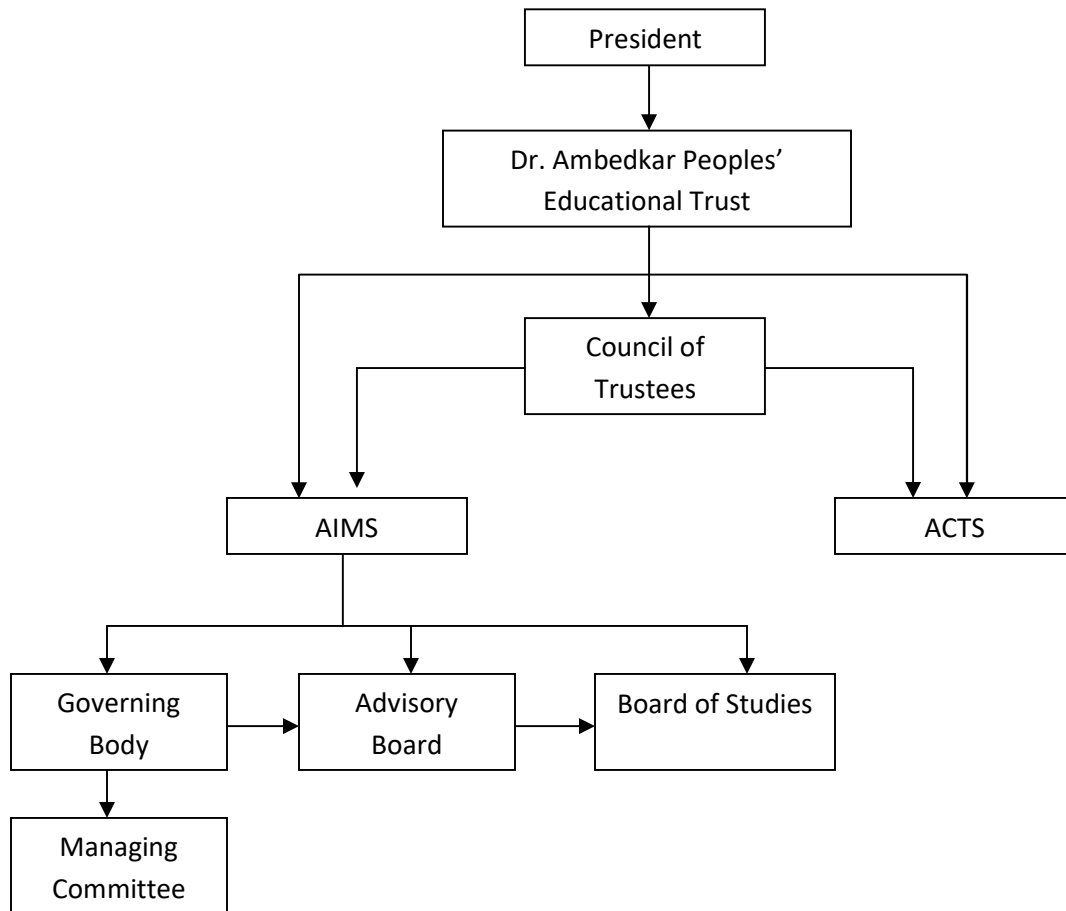 President
Dr. Ambedkar Peoples’
Educational Trust
Council of
Trustees
AIMS
ACTS
Governing
Body
Advisory
Board
Board of Studies
Managing
Committee